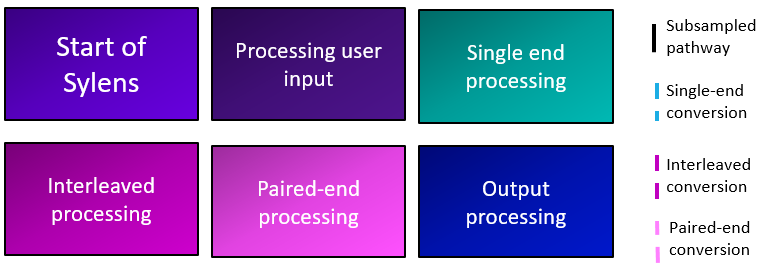 Start of
Sylens
Processing user
input
Single end
processing
Subsampled
pathway
Single-end
conversion
Interleaved
processing
Paired-end
processing
Output
processing
Interleaved
conversion
Paired-end
conversion